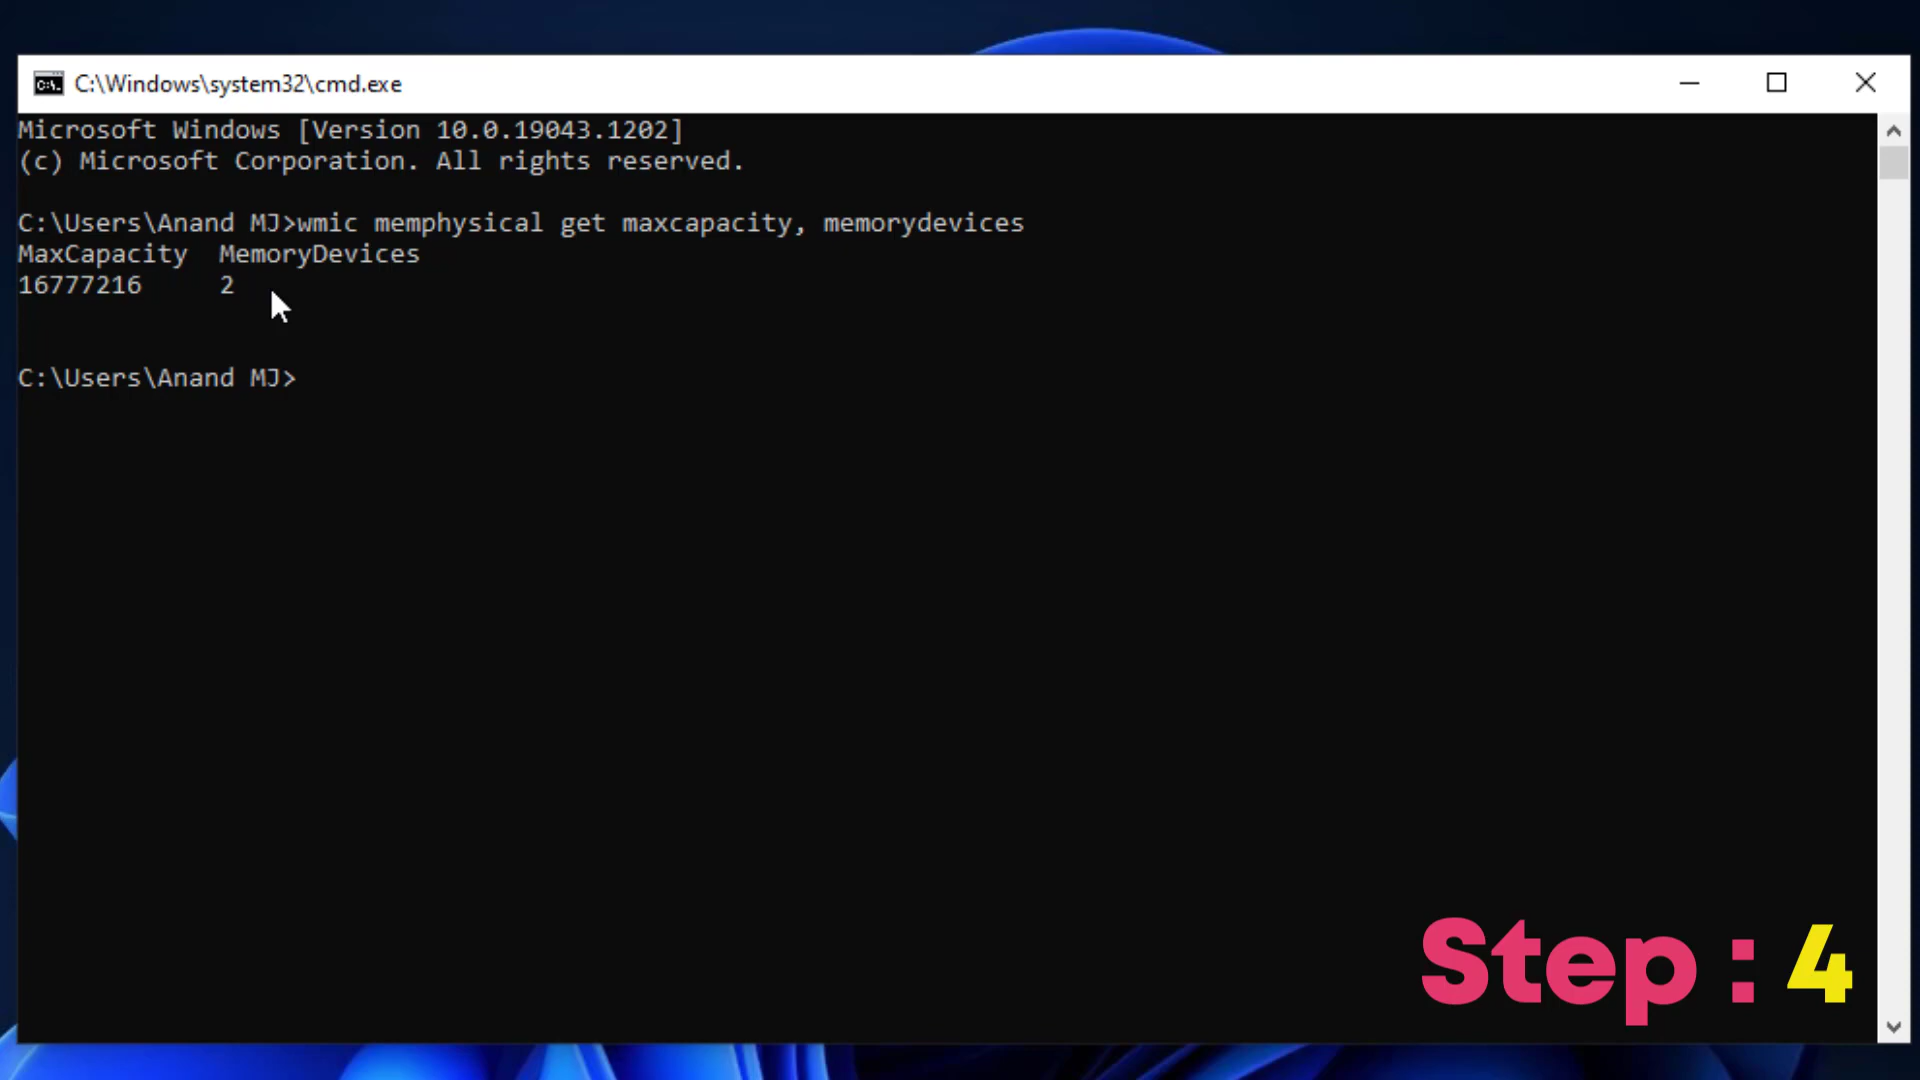 C:\Windows\system32\cmd.exe
Microsoft Windows [Version 10.0.19043.1202]
(c) Microsoft Corporation. All rights reserved.
C:\Users\Anand MJ>wmic memphysical get maxcapacity, memorydevices
MaxCapacity  MemoryDevices
16777216     2
C:\Users\Anand MJ>
Step : 4